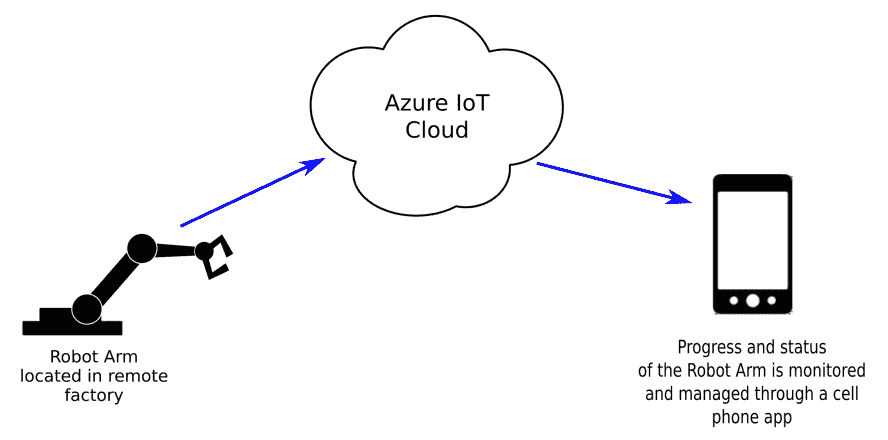 Azure IoT
Cloud
Robot Arm
located in remote
factory
Progress and status
of the Robot Arm is monitored
and managed through a cell
phone app